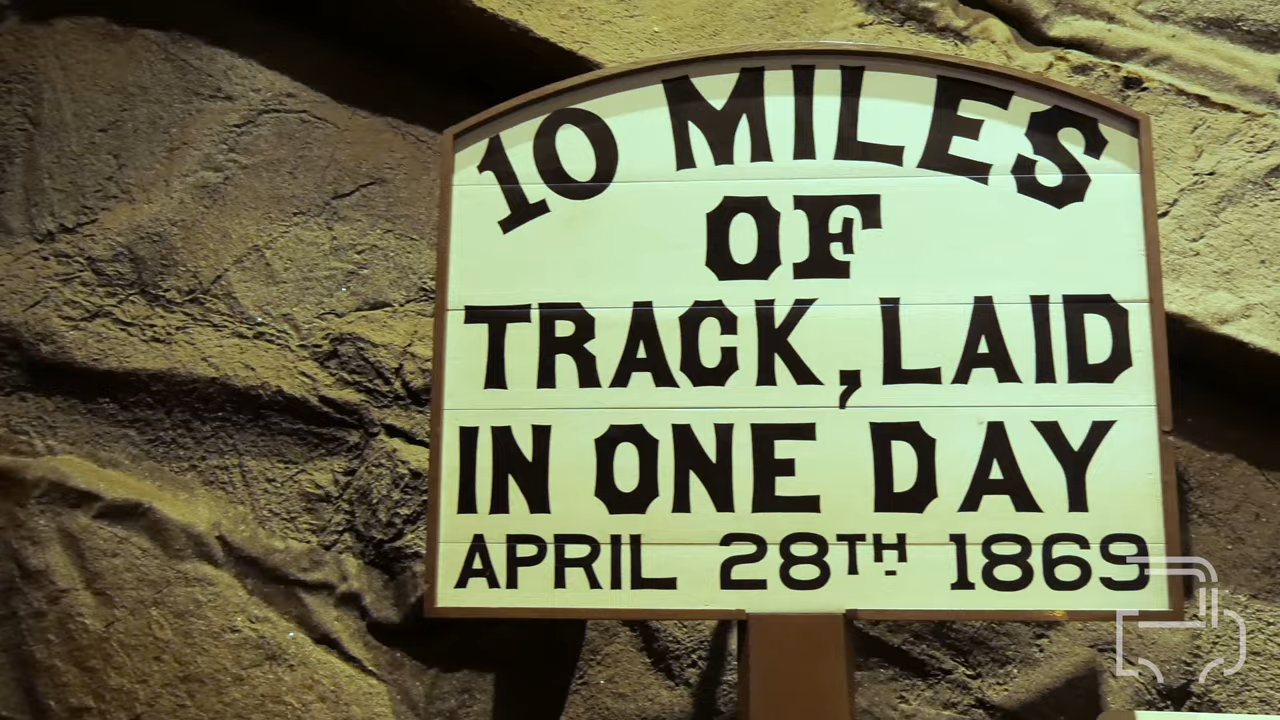 10 MILES
OF
TRACK, LAID
IN ONE DAY
APRIL 28TH 1869